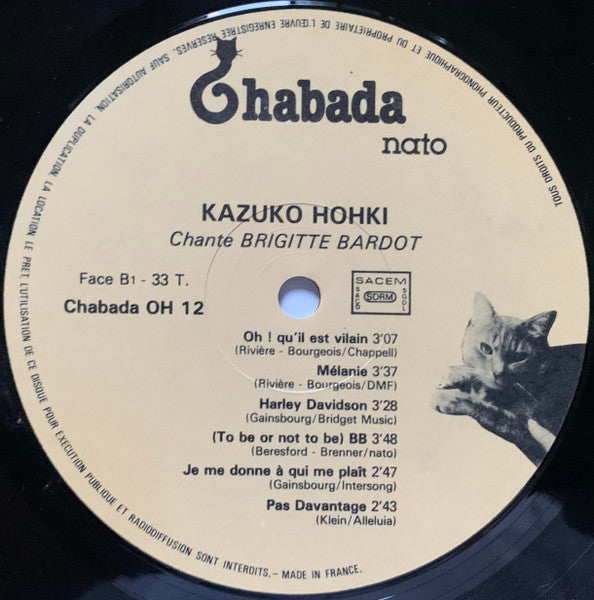 Chabada
nato
KAZUKO HOHKI
Chante BRIGITTE BARDOT
Face B1 - 33 T.
Chabada OH 12
SACEM
SACD
SDRM
SGDL
Oh ! qu'il est vilain 3'07
(Rivière - Bourgeois/Chappell)
Mélanie 3'37
(Rivière - Bourgeois/DMF)
Harley Davidson 3'28
(Gainsbourg/Bridget Music)
(To be or not to be) BB 3'48
(Beresford - Brenner/nato)
Je me donne à qui me plaît 2'47
(Gainsbourg/Intersong)
Pas Davantage 2'43
(Klein/Alleluia)
TOUS DROITS DU PRODUCTEUR PHONOGRAPHIQUE ET DU PROPRIETAIRE DE L'ŒUVRE ENREGISTREE RESERVES. SAUF AUTORISATION LA DUPLICATION, LA LOCATION, LE PRET, L'UTILISATION DE CE DISQUE POUR EXECUTION PUBLIQUE ET RADIODIFFUSION SONT INTERDITS. - MADE IN FRANCE.